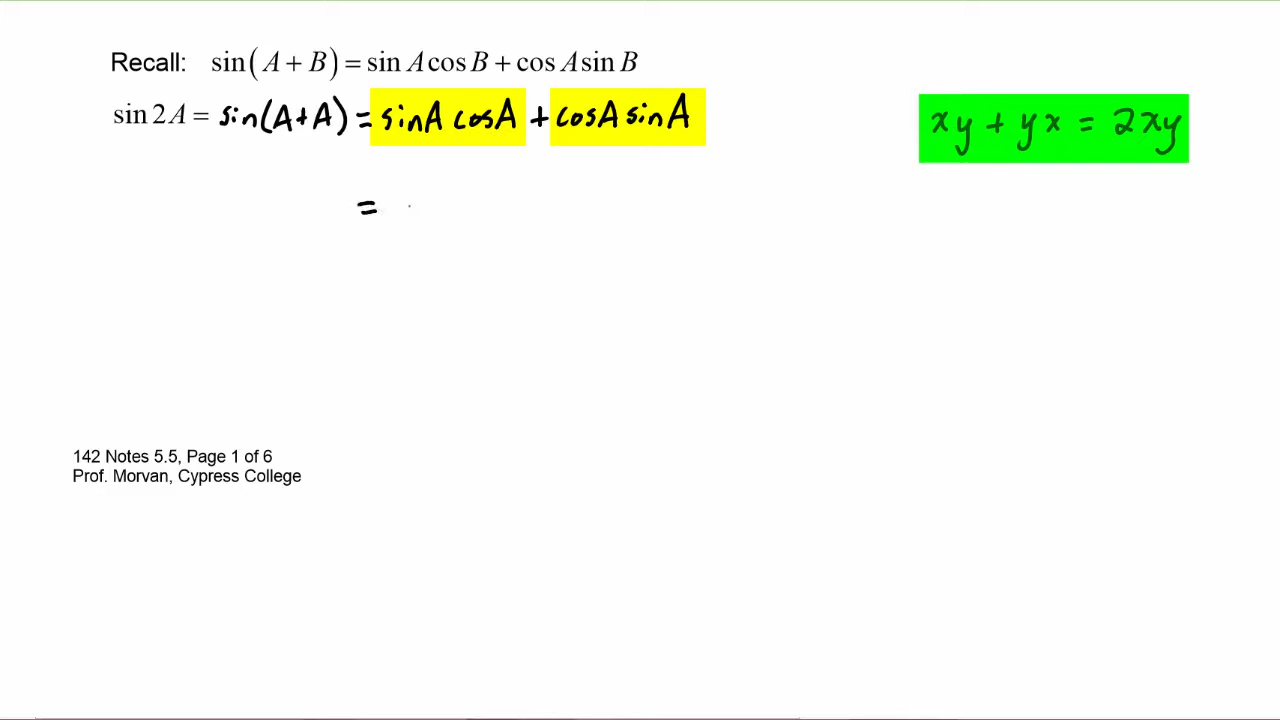 Recall: sin(A + B) = sin A cos B + cos A sin B
sin 2A = sin(A+A) = sinA cosA + cosA sinA
xy + yx = 2xy
=
142 Notes 5.5, Page 1 of 6
Prof. Morvan, Cypress College